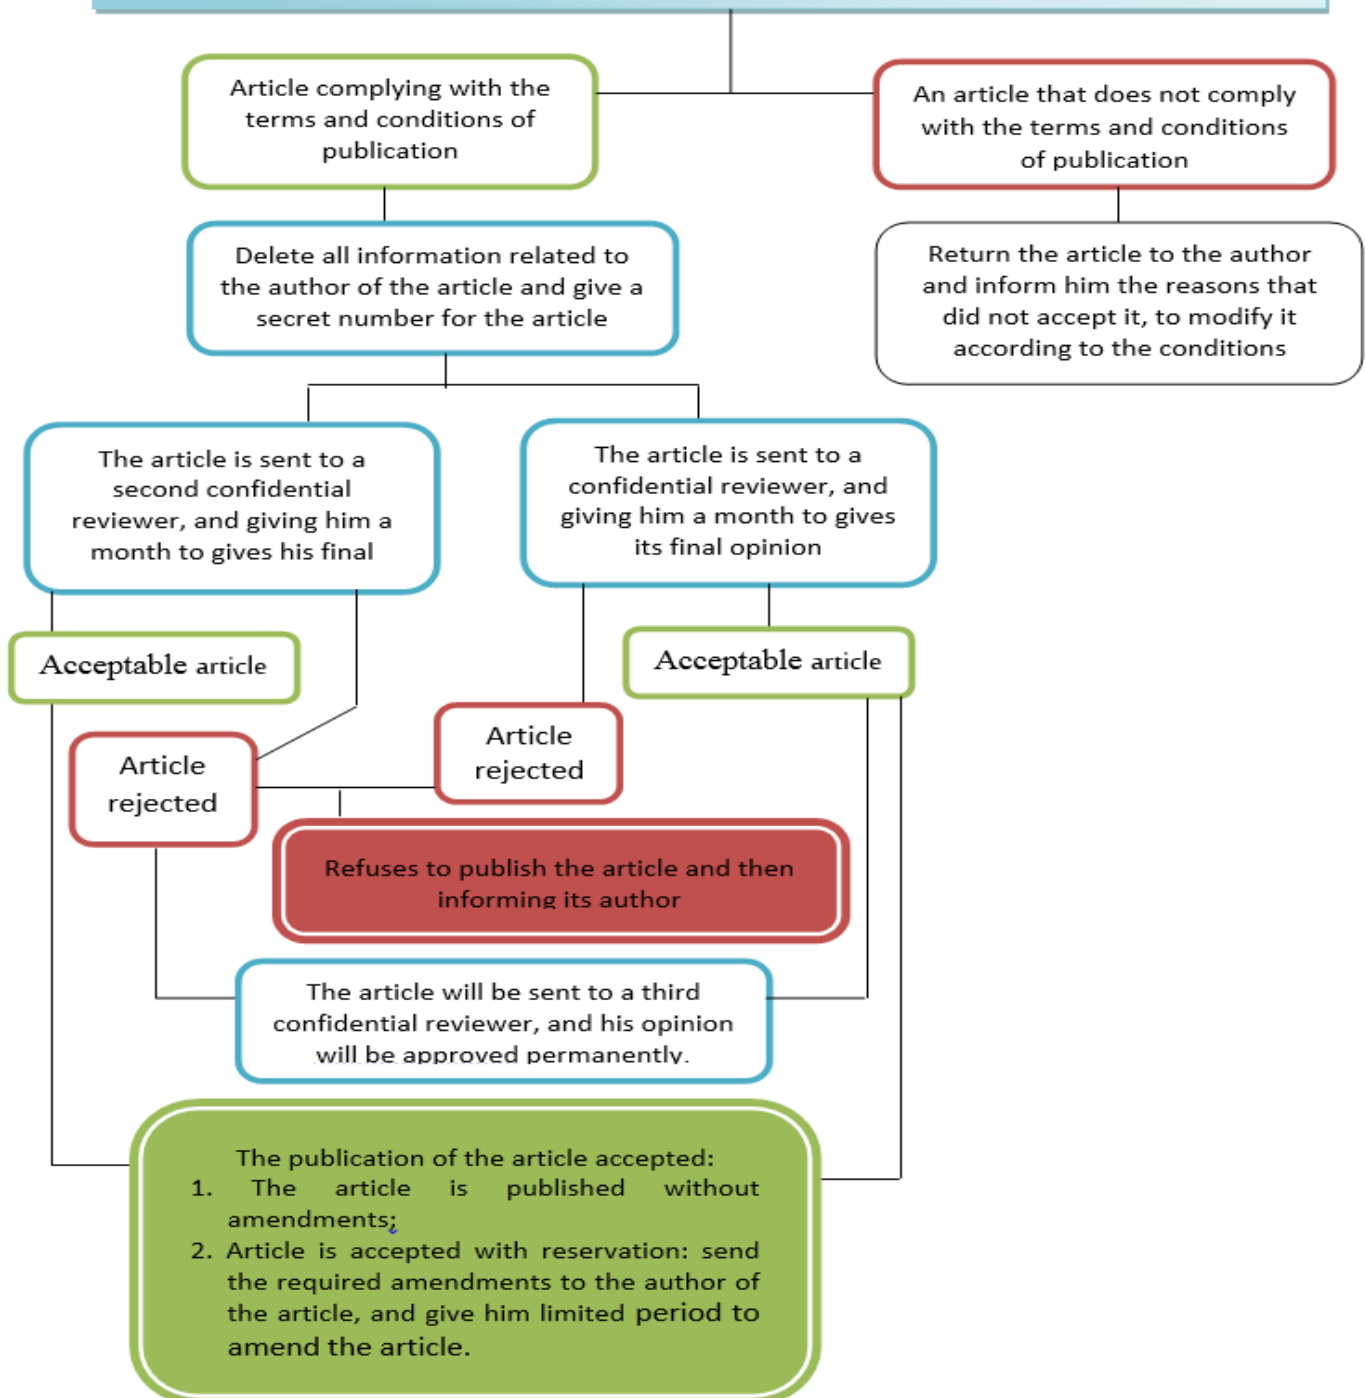 Article complying with the
terms and conditions of
publication
An article that does not comply
with the terms and conditions
of publication
Delete all information related to
the author of the article and give a
secret number for the article
Return the article to the author
and inform him the reasons that
did not accept it, to modify it
according to the conditions
The article is sent to a
second confidential
reviewer, and giving him a
month to gives his final
The article is sent to a
confidential reviewer, and
giving him a month to gives
its final opinion
Acceptable article
Acceptable article
Article
rejected
Article
rejected
Refuses to publish the article and then
informing its author
The article will be sent to a third
confidential reviewer, and his opinion
will be approved permanently.
The publication of the article accepted:
1. The article is published without
amendments;
2. Article is accepted with reservation: send
the required amendments to the author of
the article, and give him limited period to
amend the article.